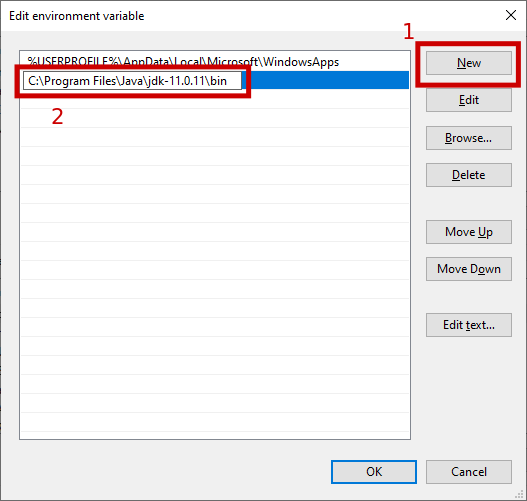 Edit environment variable
1
%USERPROFILE%\AppData\Local\Microsoft\WindowsApps
New
C:\Program Files\Java\jdk-11.0.11\bin
Edit
2
Browse...
Delete
Move Up
Move Down
Edit text...
OK
Cancel